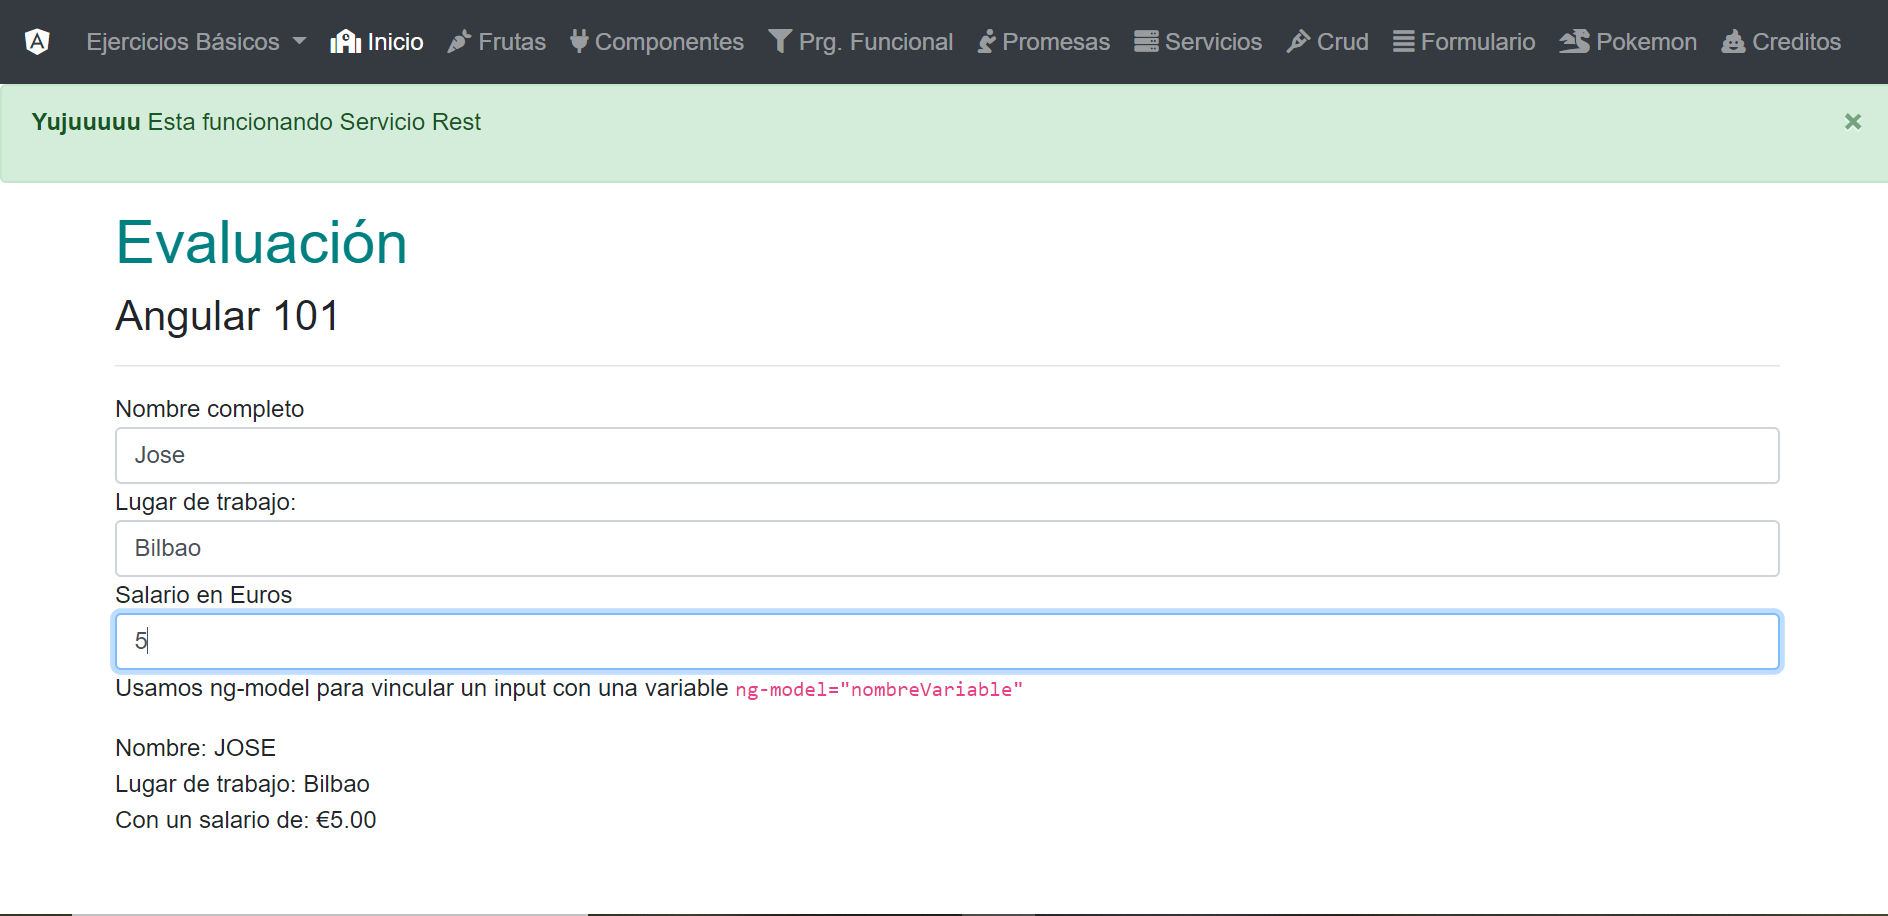 Ejercicios Básicos Inicio Frutas Componentes Prg. Funcional Promesas Servicios Crud Formulario Pokemon Creditos
Yujuuuuu Esta funcionando Servicio Rest ×
Evaluación
Angular 101
Nombre completo
Jose
Lugar de trabajo:
Bilbao
Salario en Euros
5
Usamos ng-model para vincular un input con una variable ng-model="nombreVariable"
Nombre: JOSE
Lugar de trabajo: Bilbao
Con un salario de: €5.00